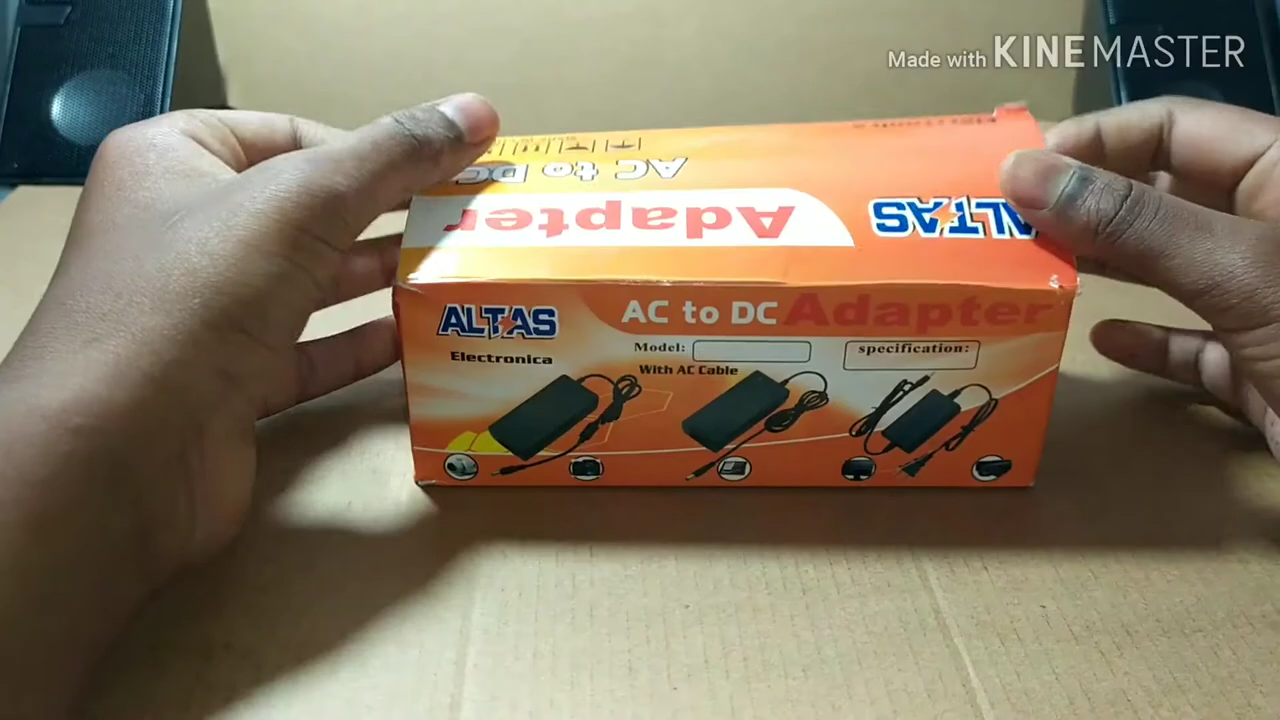 Made with KINEMASTER
AC to DC
Adapter
ALTAS
ALTAS
Electronica
AC to DC Adapter
Model:
specification:
With AC Cable